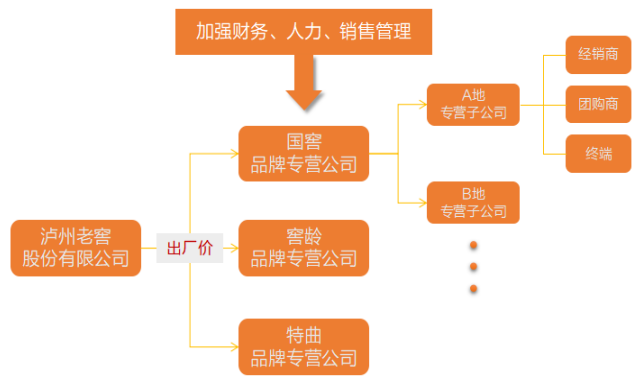 加强财务、人力、销售管理
泸州老窖
股份有限公司
出厂价
国窖
品牌专营公司
窖龄
品牌专营公司
特曲
品牌专营公司
A地
专营子公司
B地
专营子公司
经销商
团购商
终端